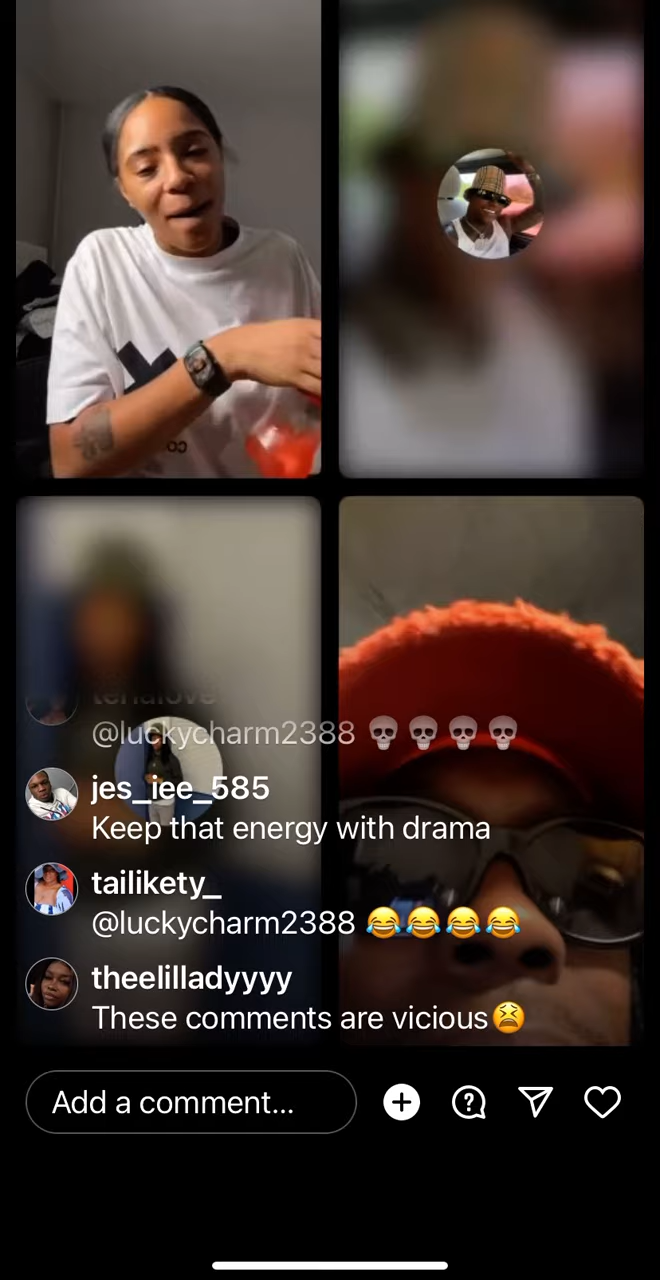 @luckycharm2388 💀💀💀💀
jes_iee_585
Keep that energy with drama
tailikety_
@luckycharm2388 😂😂😂😂
theelilladyyyy
These comments are vicious😫
Add a comment...